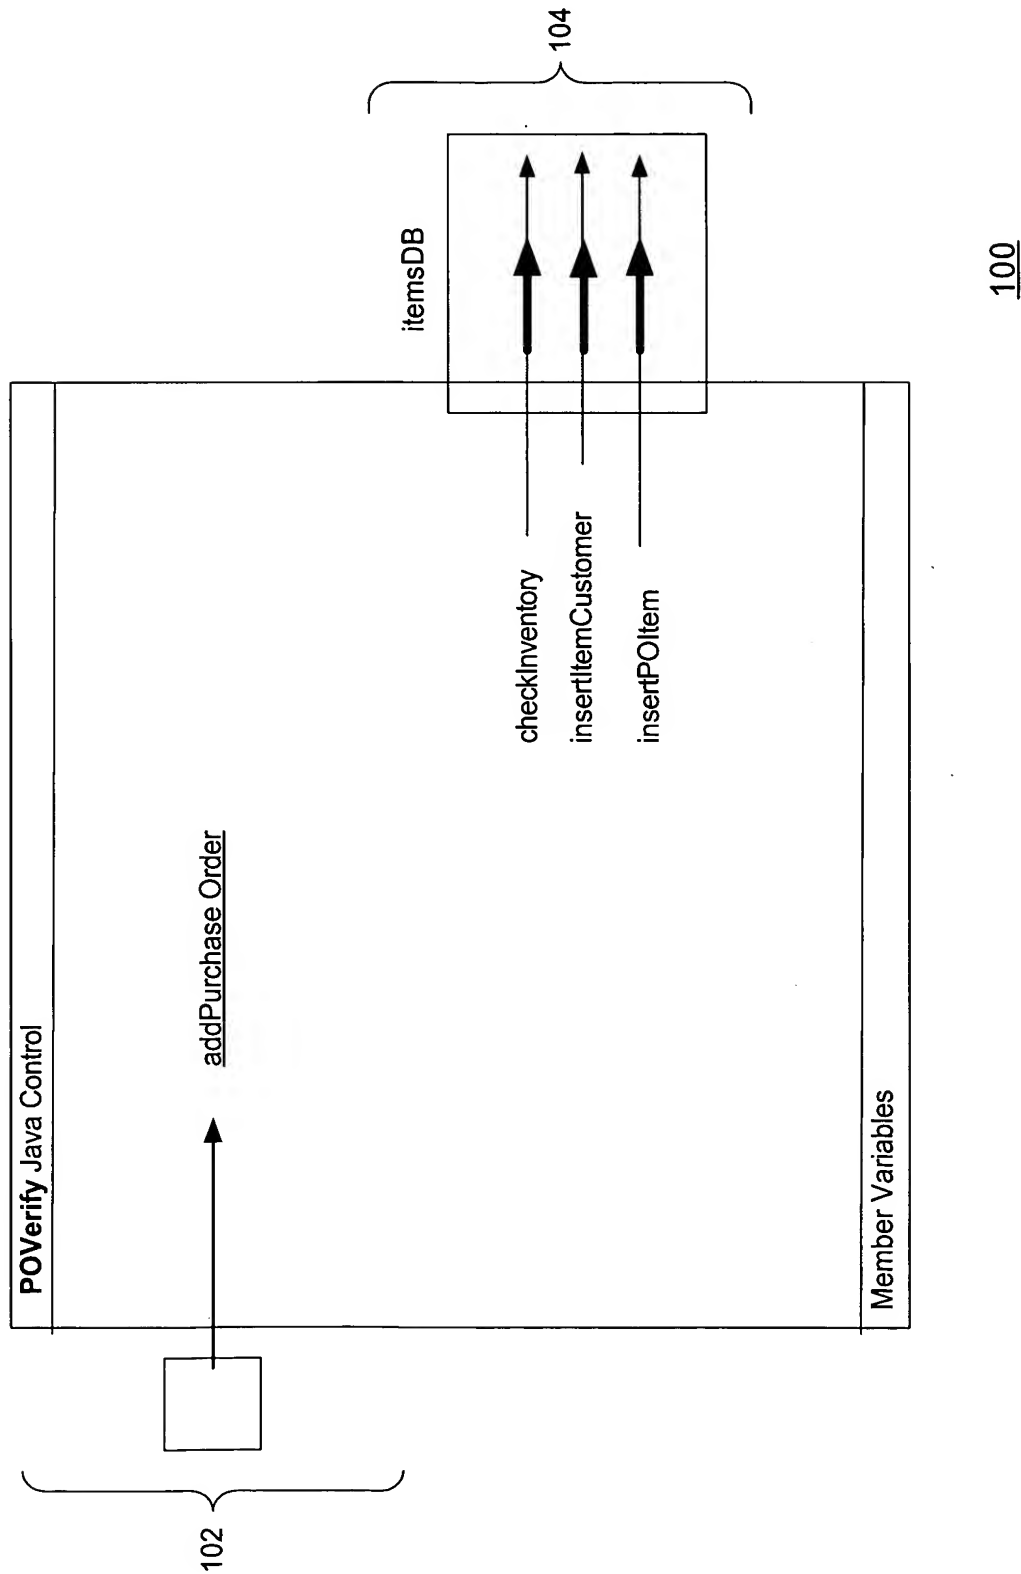 POVerify Java Control
102
addPurchase Order
itemsDB
104
checkInventory
insertItemCustomer
insertPOItem
Member Variables
100